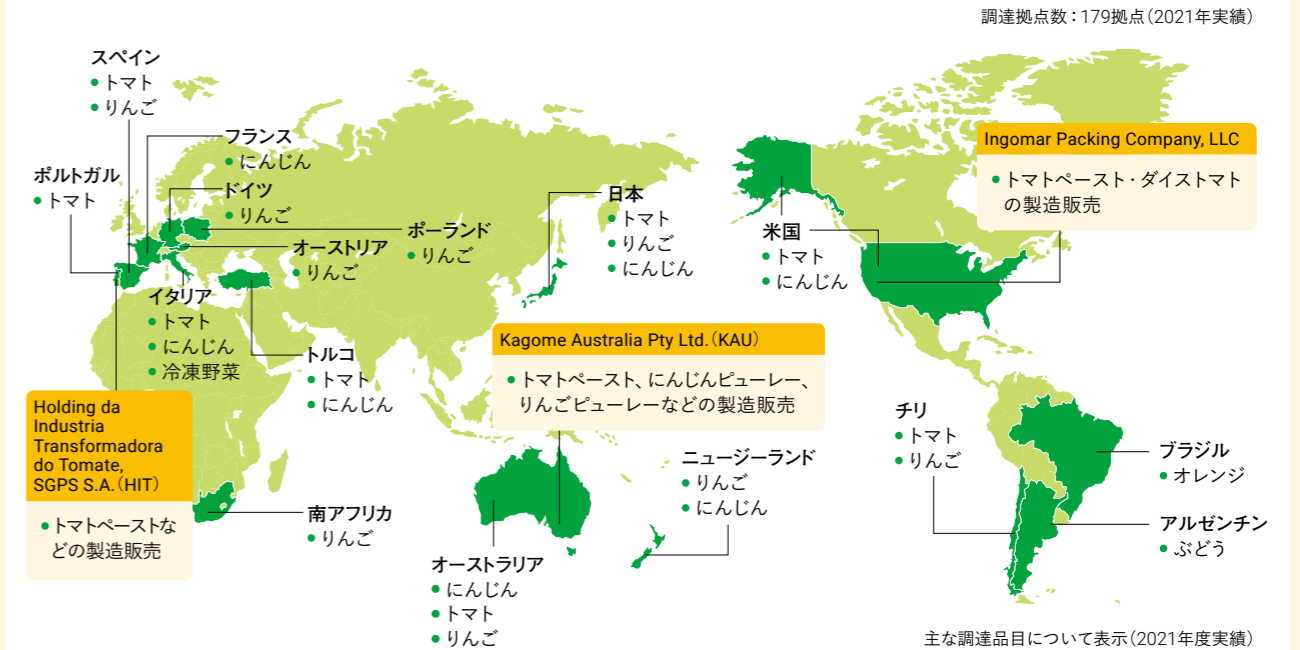 調達拠点数：179拠点（2021年実績）
スペイン
• トマト
• りんご
フランス
• にんじん
ポルトガル
• トマト
ドイツ
• りんご
ポーランド
• りんご
オーストリア
• りんご
イタリア
• トマト
• にんじん
• 冷凍野菜
トルコ
• トマト
• にんじん
日本
• トマト
• りんご
• にんじん
米国
• トマト
• にんじん
Ingomar Packing Company, LLC
• トマトペースト・ダイストマト
の製造販売
Kagome Australia Pty Ltd.（KAU）
• トマトペースト、にんじんピューレー、
りんごピューレーなどの製造販売
Holding da
Industria
Transformadora
do Tomate,
SGPS S.A.（HIT）
• トマトペーストな
どの製造販売
南アフリカ
• りんご
オーストラリア
• にんじん
• トマト
• りんご
ニュージーランド
• りんご
• にんじん
チリ
• トマト
• りんご
ブラジル
• オレンジ
アルゼンチン
• ぶどう
主な調達品目について表示（2021年度実績）